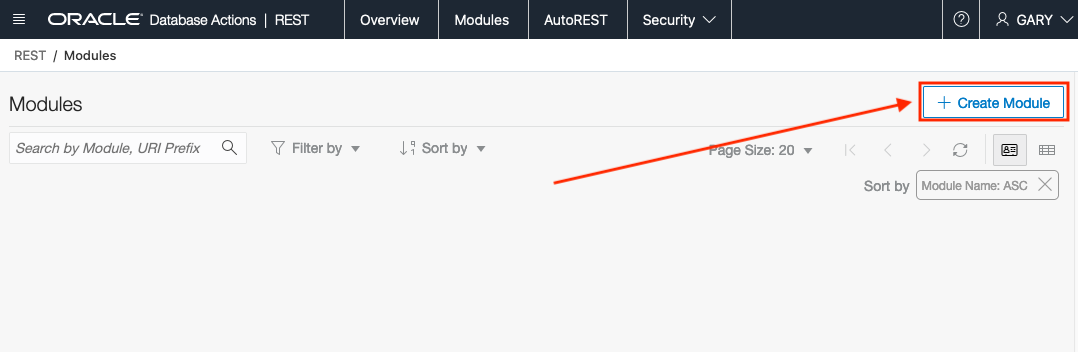 ORACLE Database Actions | REST Overview Modules AutoREST Security GARY
REST / Modules
Modules
+ Create Module
Search by Module, URI Prefix Filter by Sort by Page Size: 20
Sort by Module Name: ASC